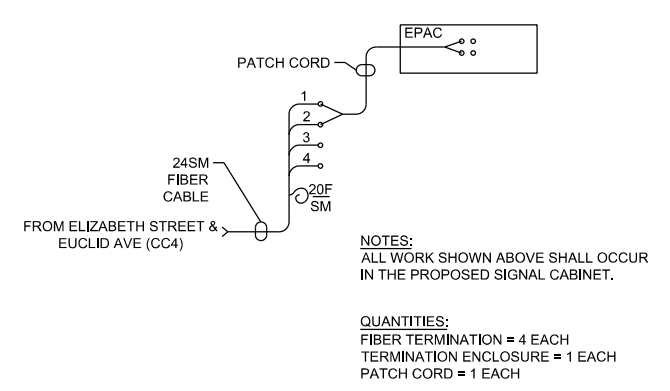 EPAC
PATCH CORD
1
2
3
4
20F
SM
24SM
FIBER
CABLE
FROM ELIZABETH STREET &
EUCLID AVE (CC4)
NOTES:
ALL WORK SHOWN ABOVE SHALL OCCUR
IN THE PROPOSED SIGNAL CABINET.
QUANTITIES:
FIBER TERMINATION = 4 EACH
TERMINATION ENCLOSURE = 1 EACH
PATCH CORD = 1 EACH